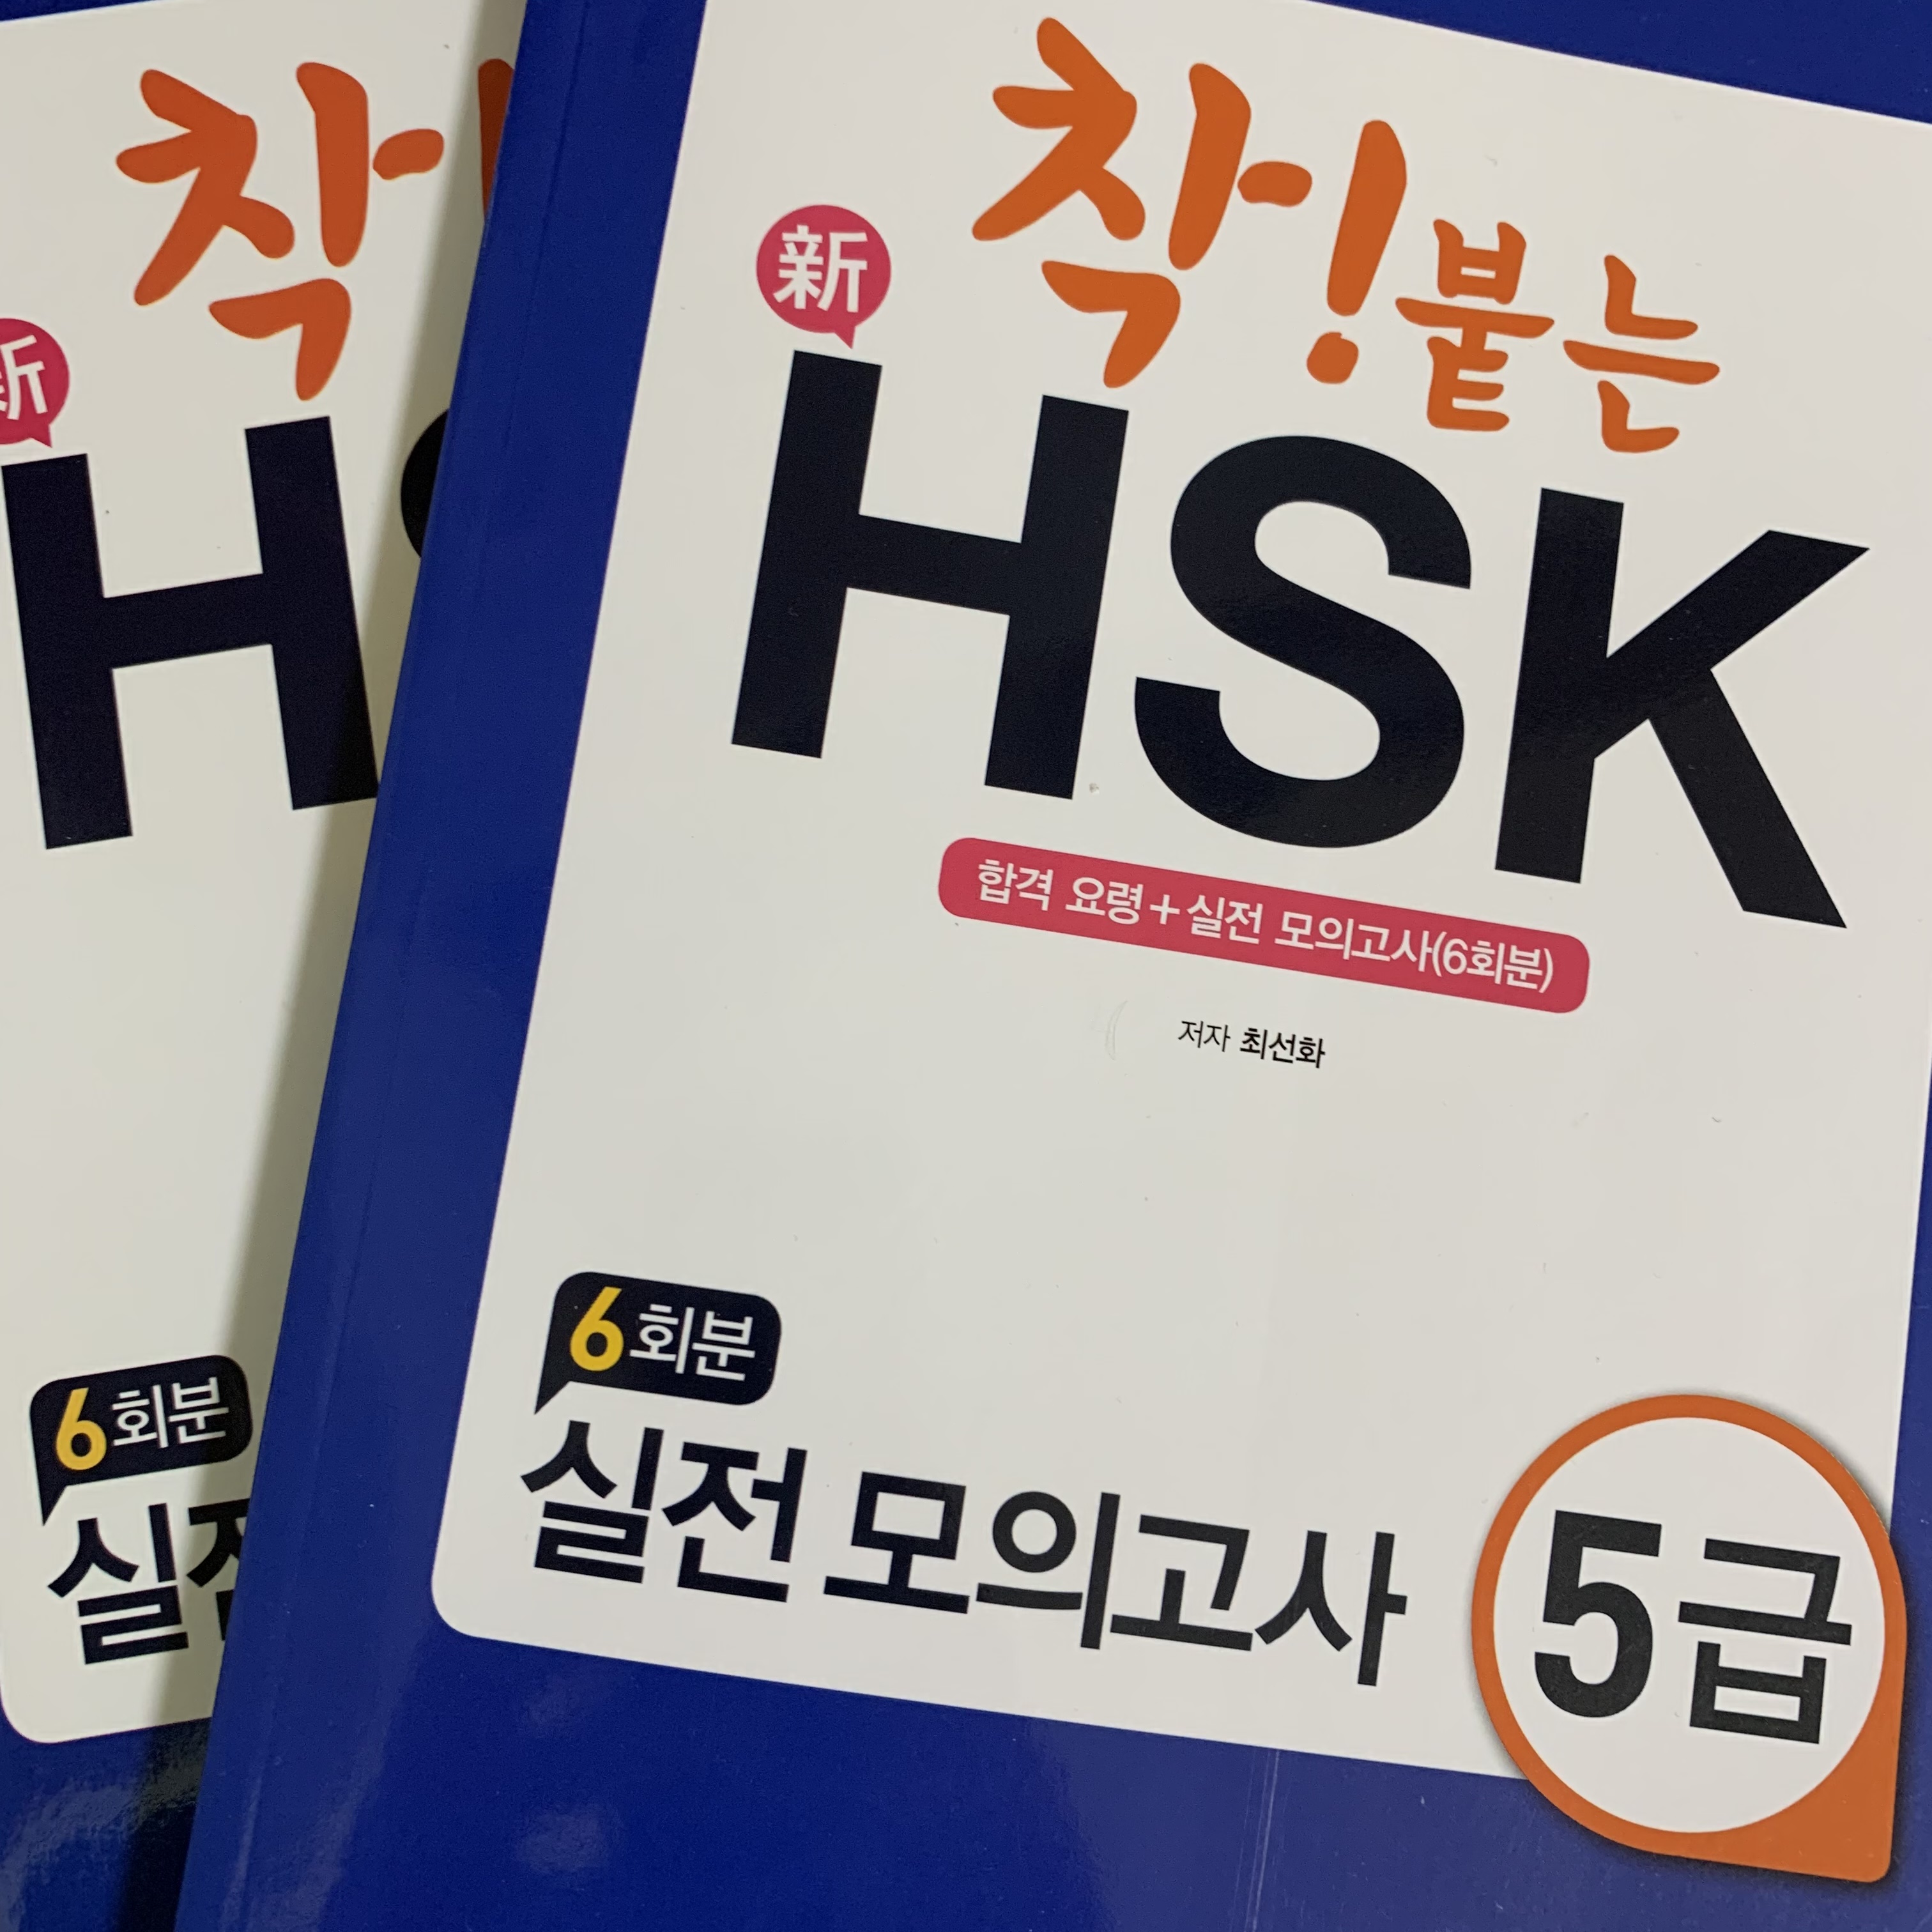 착!
新
H
6회분
실전
新
착! 붙는
HSK
합격 요령+실전 모의고사(6회분)
저자 최선화
6회분
실전 모의고사
5급